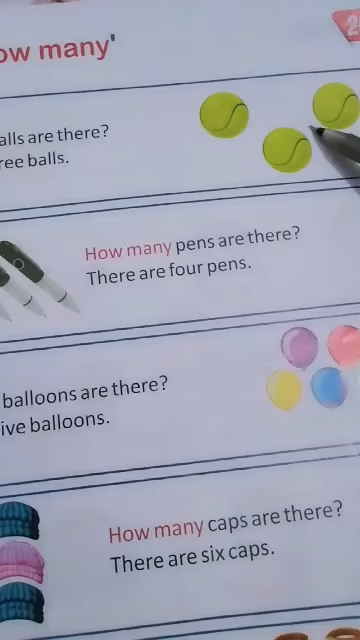 ow many'
2
alls are there?
ree balls.
How many pens are there?
There are four pens.
balloons are there?
ive balloons.
How many caps are there?
There are six caps.